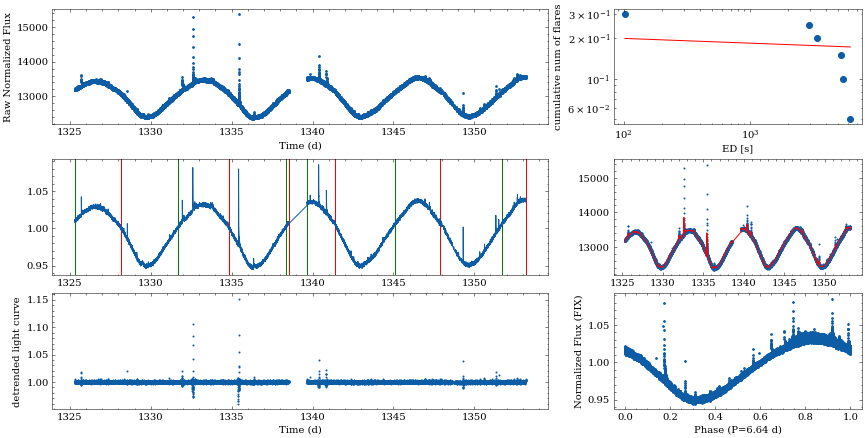 15000
14000
13000
Raw Normalized Flux
1325 1330 1335 1340 1345 1350
Time (d)
3 × 10⁻¹
2 × 10⁻¹
10⁻¹
6 × 10⁻²
cumulative num of flares
10² 10³
ED [s]
1.05
1.00
0.95
1325 1330 1335 1340 1345 1350
15000
14000
13000
1325 1330 1335 1340 1345 1350
1.15
1.10
1.05
1.00
detrended light curve
1325 1330 1335 1340 1345 1350
Time (d)
1.05
1.00
0.95
Normalized Flux (FIX)
0.0 0.2 0.4 0.6 0.8 1.0
Phase (P=6.64 d)